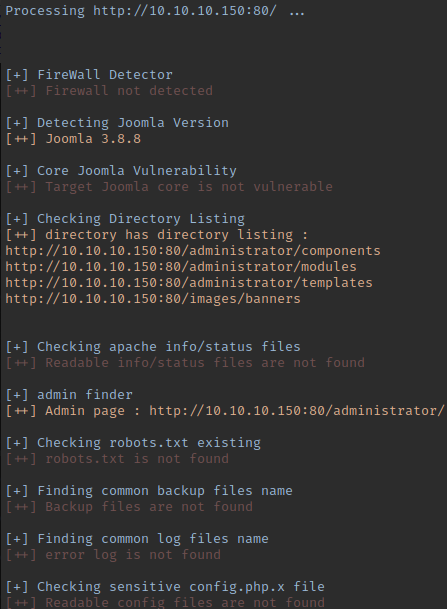 Processing http://10.10.10.150:80/ ...
[+] FireWall Detector
[++] Firewall not detected
[+] Detecting Joomla Version
[++] Joomla 3.8.8
[+] Core Joomla Vulnerability
[++] Target Joomla core is not vulnerable
[+] Checking Directory Listing
[++] directory has directory listing :
http://10.10.10.150:80/administrator/components
http://10.10.10.150:80/administrator/modules
http://10.10.10.150:80/administrator/templates
http://10.10.10.150:80/images/banners
[+] Checking apache info/status files
[++] Readable info/status files are not found
[+] admin finder
[++] Admin page : http://10.10.10.150:80/administrator/
[+] Checking robots.txt existing
[++] robots.txt is not found
[+] Finding common backup files name
[++] Backup files are not found
[+] Finding common log files name
[++] error log is not found
[+] Checking sensitive config.php.x file
[++] Readable config files are not found